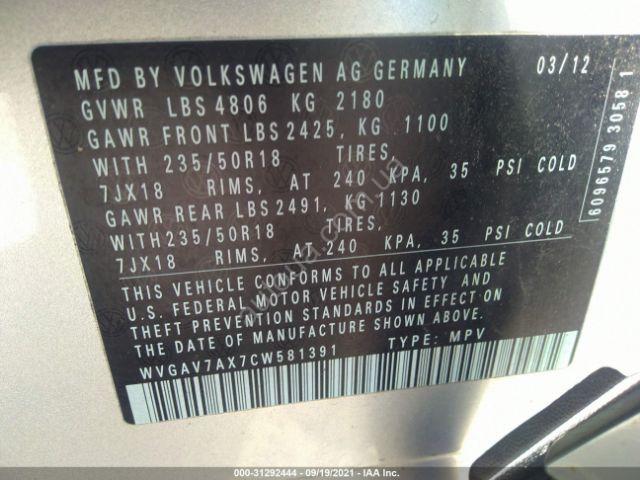 MFD BY VOLKSWAGEN AG GERMANY 03/12
GVWR LBS 4806 KG 2180
GAWR FRONT LBS 2425, KG 1100
WITH 235/50R18 TIRES,
7JX18 RIMS, AT 240 KPA, 35 PSI COLD
GAWR REAR LBS 2491, KG 1130
WITH 235/50R18 TIRES,
7JX18 RIMS, AT 240 KPA, 35 PSI COLD
THIS VEHICLE CONFORMS TO ALL APPLICABLE
U.S. FEDERAL MOTOR VEHICLE SAFETY AND
THEFT PREVENTION STANDARDS IN EFFECT ON
THE DATE OF MANUFACTURE SHOWN ABOVE.
WVGAV7AX7CW581391 TYPE: MPV
6096579 30581
000-31292444 - 09/19/2021 - IAA Inc.